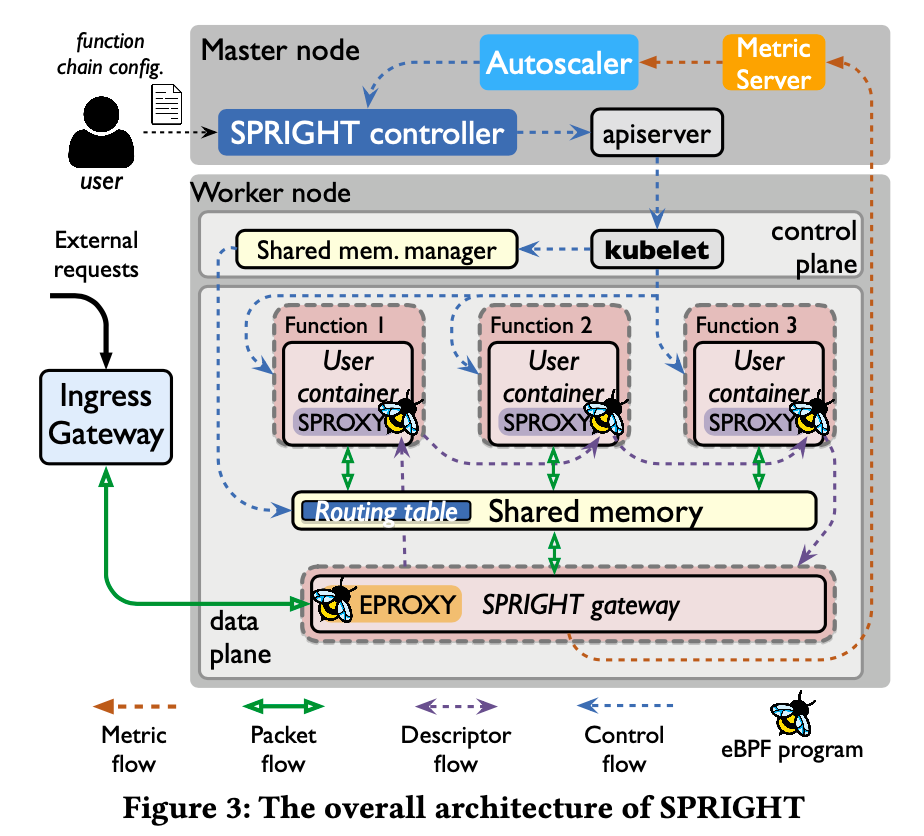 function
chain config.
user
Master node
Autoscaler
Metric
Server
SPRIGHT controller
apiserver
Worker node
External
requests
Shared mem. manager
kubelet
control
plane
Function 1
User
container
SPROXY
Function 2
User
container
SPROXY
Function 3
User
container
SPROXY
Ingress
Gateway
Routing table
Shared memory
EPROXY
SPRIGHT gateway
data
plane
Metric
flow
Packet
flow
Descriptor
flow
Control
flow
eBPF program
Figure 3: The overall architecture of SPRIGHT